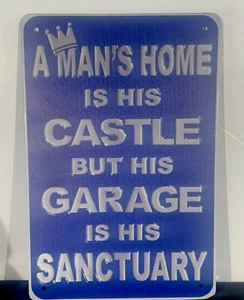 A MAN'S HOME
IS HIS
CASTLE
BUT HIS
GARAGE
IS HIS
SANCTUARY